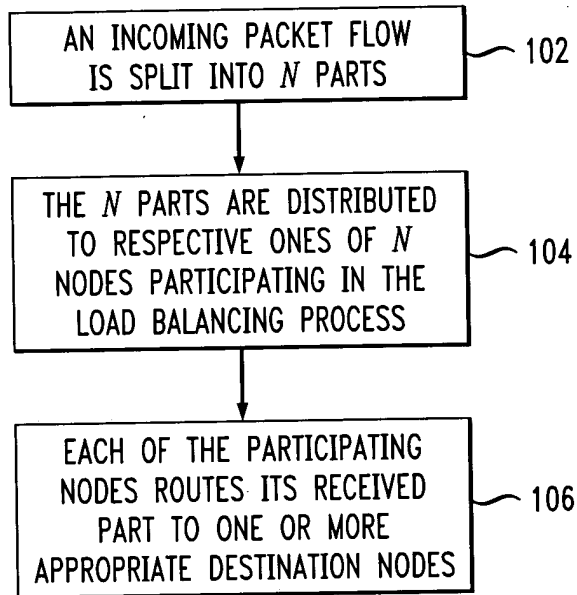 AN INCOMING PACKET FLOW
IS SPLIT INTO N PARTS
102
THE N PARTS ARE DISTRIBUTED
TO RESPECTIVE ONES OF N
NODES PARTICIPATING IN THE
LOAD BALANCING PROCESS
104
EACH OF THE PARTICIPATING
NODES ROUTES ITS RECEIVED
PART TO ONE OR MORE
APPROPRIATE DESTINATION NODES
106